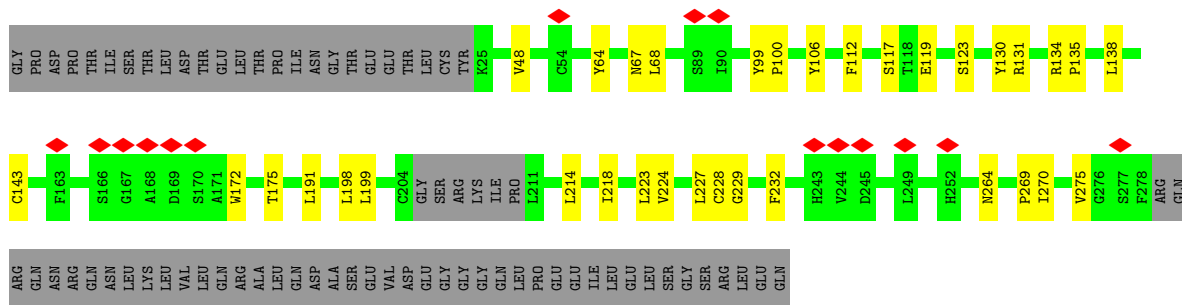 GLY PRO ASP PRO THR ILE SER THR LEU ASP THR GLU LEU THR PRO ILE ASN GLY THR GLU GLU THR LEU CYS TYR K25 V48 C54 Y64 N67 L68 S89 I90 Y99 P100 Y106 F112 S117 T118 E119 S123 Y130 R131 R134 P135 L138
C143 F163 S166 G167 A168 D169 S170 A171 W172 T175 L191 L198 L199 C204 GLY SER ARG LYS ILE PRO L211 L214 I218 L223 V224 L227 C228 G229 F232 H243 V244 D245 L249 H252 N264 P269 I270 V275 G276 S277 F278 ARG GLN
ARG GLN ASN ARG GLN ASN LEU LYS LEU VAL LEU GLN ARG ALA LEU GLN ASP ALA SER GLU VAL ASP GLU GLY GLY GLY GLN LEU PRO GLU GLU ILE LEU GLU LEU SER GLY SER ARG LEU GLU GLN